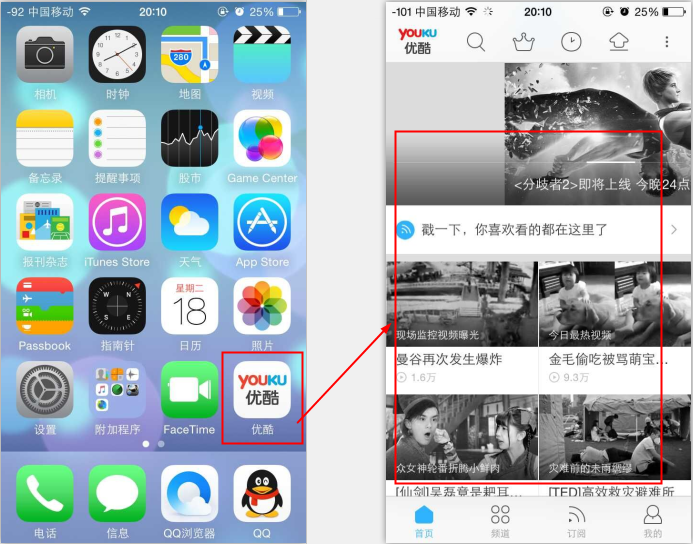 -92 中国移动 20:10 25%
相机 时钟 地图 视频
280
备忘录 提醒事项 股市 Game Center
报刊杂志 iTunes Store 天气 App Store
N
W E
S
星期二
18
Passbook 指南针 日历 照片
YOUKU
优酷
设置 附加程序 FaceTime 优酷
电话 信息 QQ浏览器 QQ
-101 中国移动 20:10 25%
YOUKU
优酷
<分歧者2>即将上线 今晚24点
戳一下，你喜欢看的都在这里了
现场监控视频曝光 今日最热视频
曼谷再次发生爆炸 金毛偷吃被骂萌宝…
1.6万 9.3万
众女神轮番折腾小鲜肉 灾难前的未雨绸缪
[仙剑]吴磊竟是耙耳… [TED]高效救灾避难所
首页 频道 订阅 我的